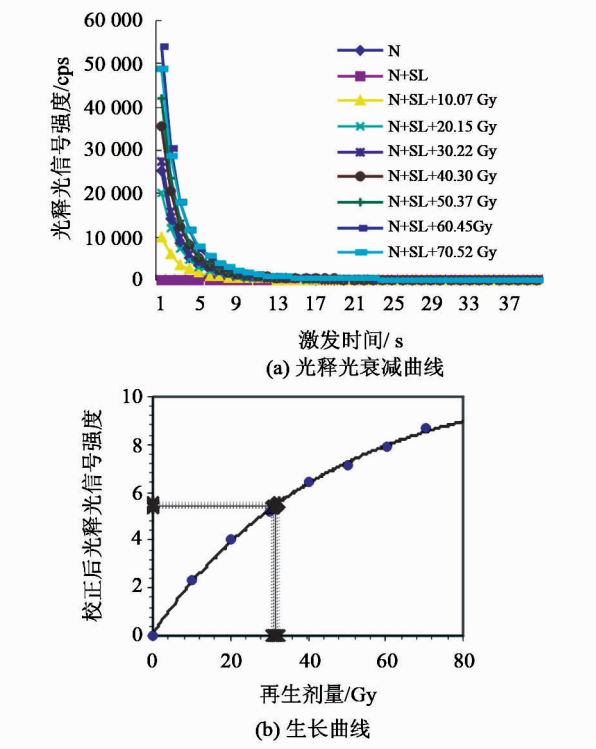 60 000
50 000
40 000
30 000
20 000
10 000
0
光释光信号强度/cps
N
N+SL
N+SL+10.07 Gy
N+SL+20.15 Gy
N+SL+30.22 Gy
N+SL+40.30 Gy
N+SL+50.37 Gy
N+SL+60.45Gy
N+SL+70.52 Gy
1 5 9 13 17 21 25 29 33 37
激发时间/ s
(a) 光释光衰减曲线
10
8
6
4
2
0
校正后光释光信号强度
0 20 40 60 80
再生剂量/Gy
(b) 生长曲线